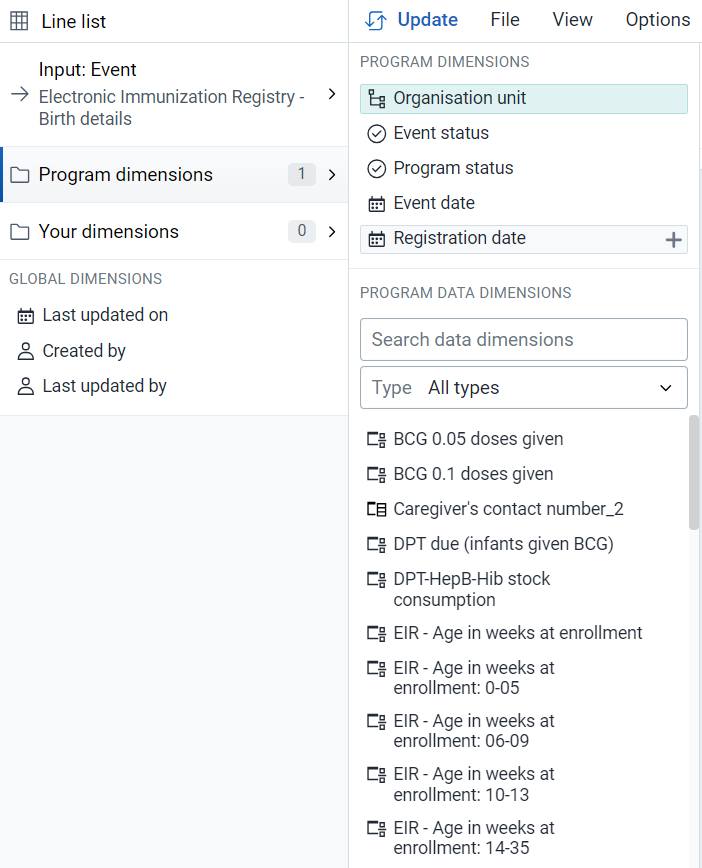 Line list
Input: Event
Electronic Immunization Registry -
Birth details
Program dimensions 1
Your dimensions 0
GLOBAL DIMENSIONS
Last updated on
Created by
Last updated by
Update File View Options
PROGRAM DIMENSIONS
Organisation unit
Event status
Program status
Event date
Registration date
PROGRAM DATA DIMENSIONS
Search data dimensions
Type All types
BCG 0.05 doses given
BCG 0.1 doses given
Caregiver's contact number_2
DPT due (infants given BCG)
DPT-HepB-Hib stock
consumption
EIR - Age in weeks at enrollment
EIR - Age in weeks at
enrollment: 0-05
EIR - Age in weeks at
enrollment: 06-09
EIR - Age in weeks at
enrollment: 10-13
EIR - Age in weeks at
enrollment: 14-35